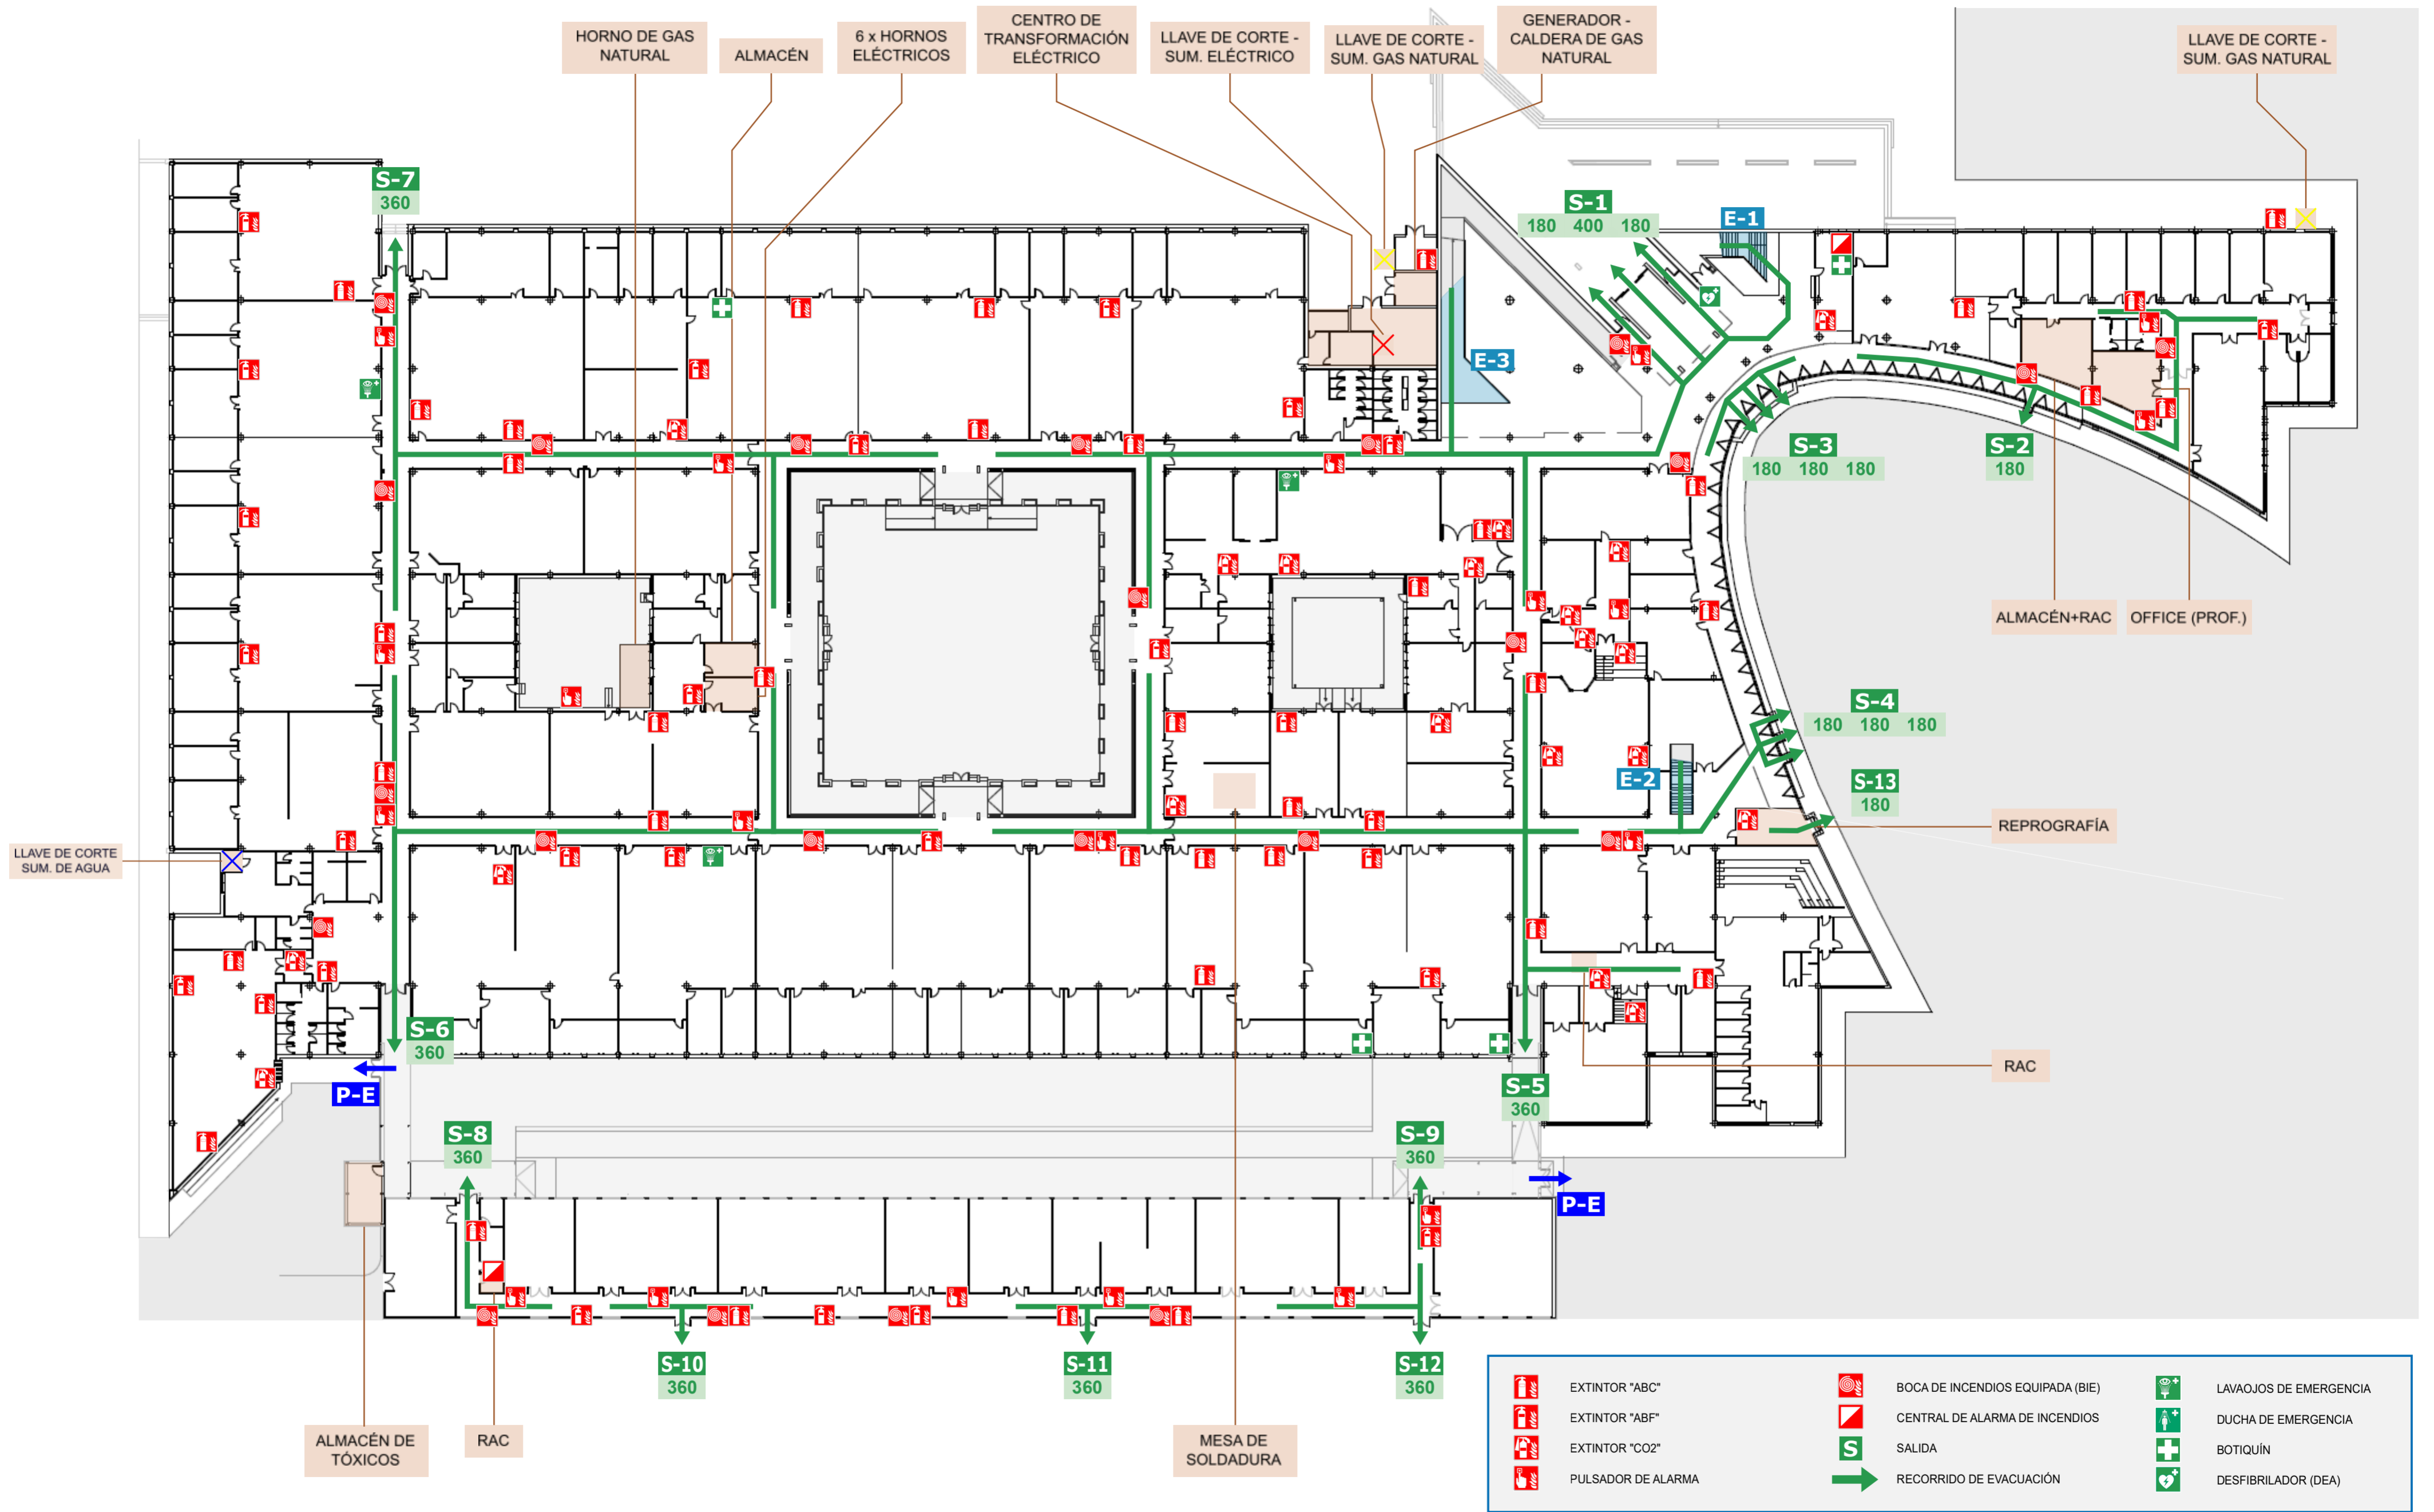 HORNO DE GAS
NATURAL
ALMACÉN
6 x HORNOS
ELÉCTRICOS
CENTRO DE
TRANSFORMACIÓN
ELÉCTRICO
LLAVE DE CORTE -
SUM. ELÉCTRICO
LLAVE DE CORTE -
SUM. GAS NATURAL
GENERADOR -
CALDERA DE GAS
NATURAL
LLAVE DE CORTE -
SUM. GAS NATURAL
S-7
360
S-1
180 400 180
E-1
E-3
S-3
180 180 180
S-2
180
ALMACÉN+RAC
OFFICE (PROF.)
S-4
180 180 180
E-2
S-13
180
REPROGRAFÍA
LLAVE DE CORTE
SUM. DE AGUA
S-6
360
P-E
RAC
S-5
360
S-8
360
S-9
360
P-E
S-10
360
S-11
360
S-12
360
ALMACÉN DE
TÓXICOS
RAC
MESA DE
SOLDADURA
EXTINTOR "ABC"
EXTINTOR "ABF"
EXTINTOR "CO2"
PULSADOR DE ALARMA
BOCA DE INCENDIOS EQUIPADA (BIE)
CENTRAL DE ALARMA DE INCENDIOS
S
SALIDA
RECORRIDO DE EVACUACIÓN
LAVAOJOS DE EMERGENCIA
DUCHA DE EMERGENCIA
BOTIQUÍN
DESFIBRILADOR (DEA)